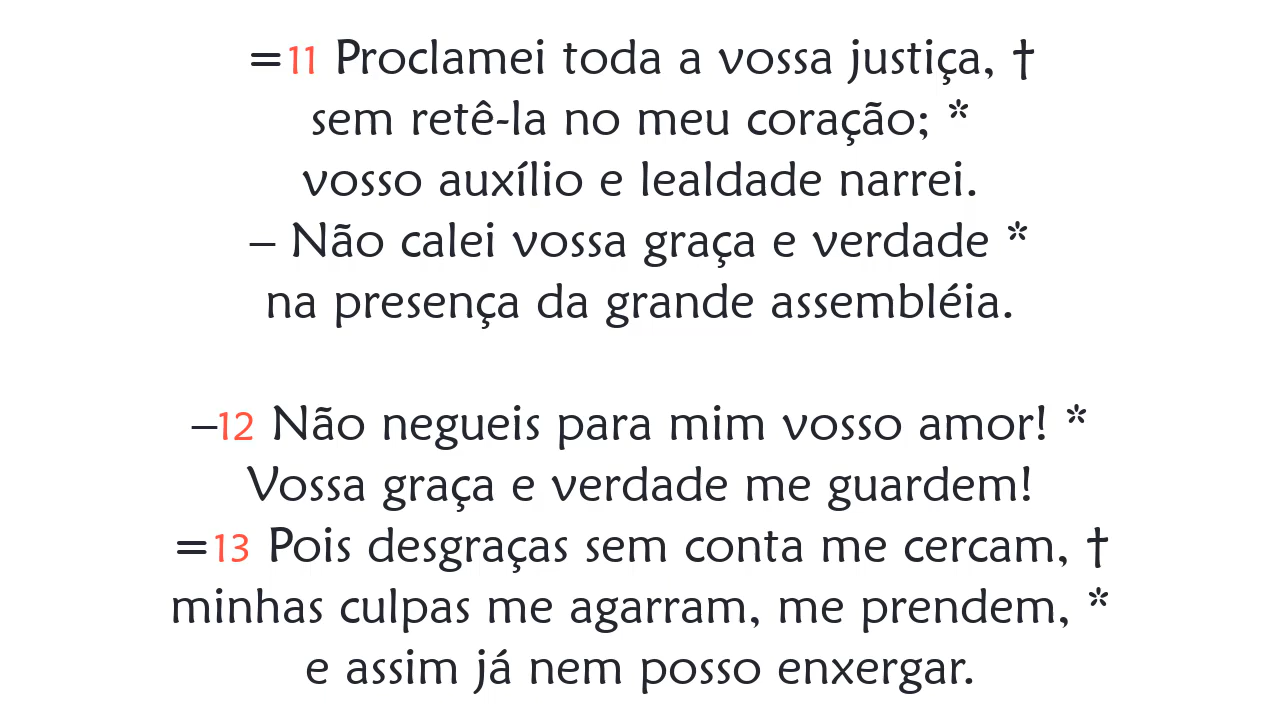 =11 Proclamei toda a vossa justiça, †
sem retê-la no meu coração; *
vosso auxílio e lealdade narrei.
– Não calei vossa graça e verdade *
na presença da grande assembléia.
–12 Não negueis para mim vosso amor! *
Vossa graça e verdade me guardem!
=13 Pois desgraças sem conta me cercam, †
minhas culpas me agarram, me prendem, *
e assim já nem posso enxergar.